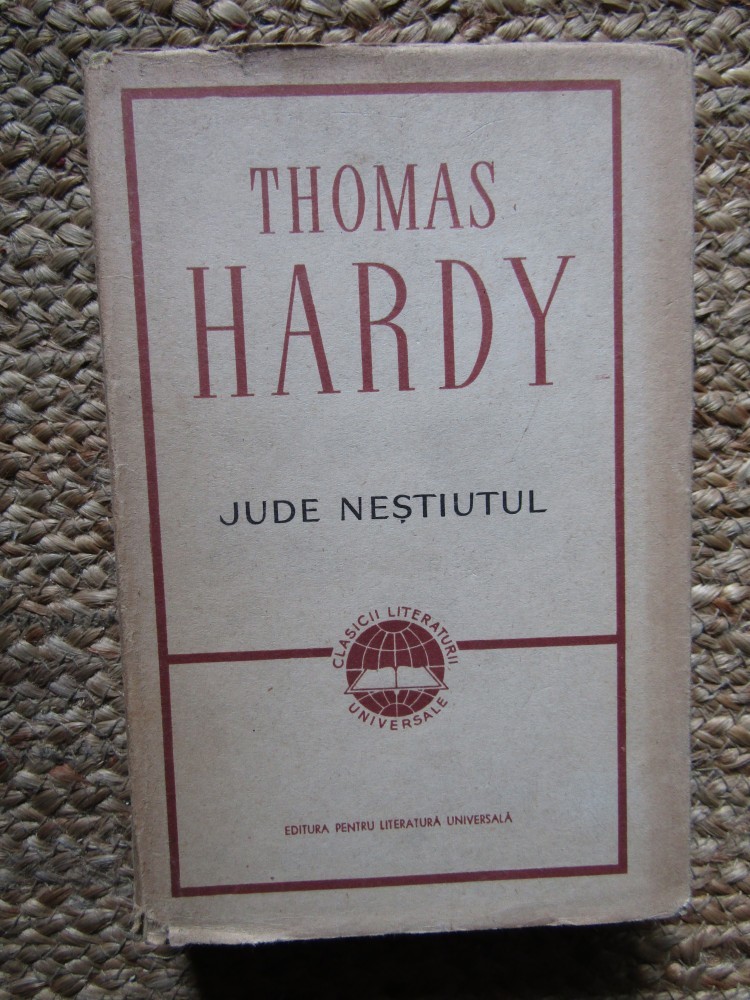 THOMAS
HARDY
JUDE NEȘTIUTUL
CLASICII LITERATURII
UNIVERSALE
EDITURA PENTRU LITERATURĂ UNIVERSALĂ